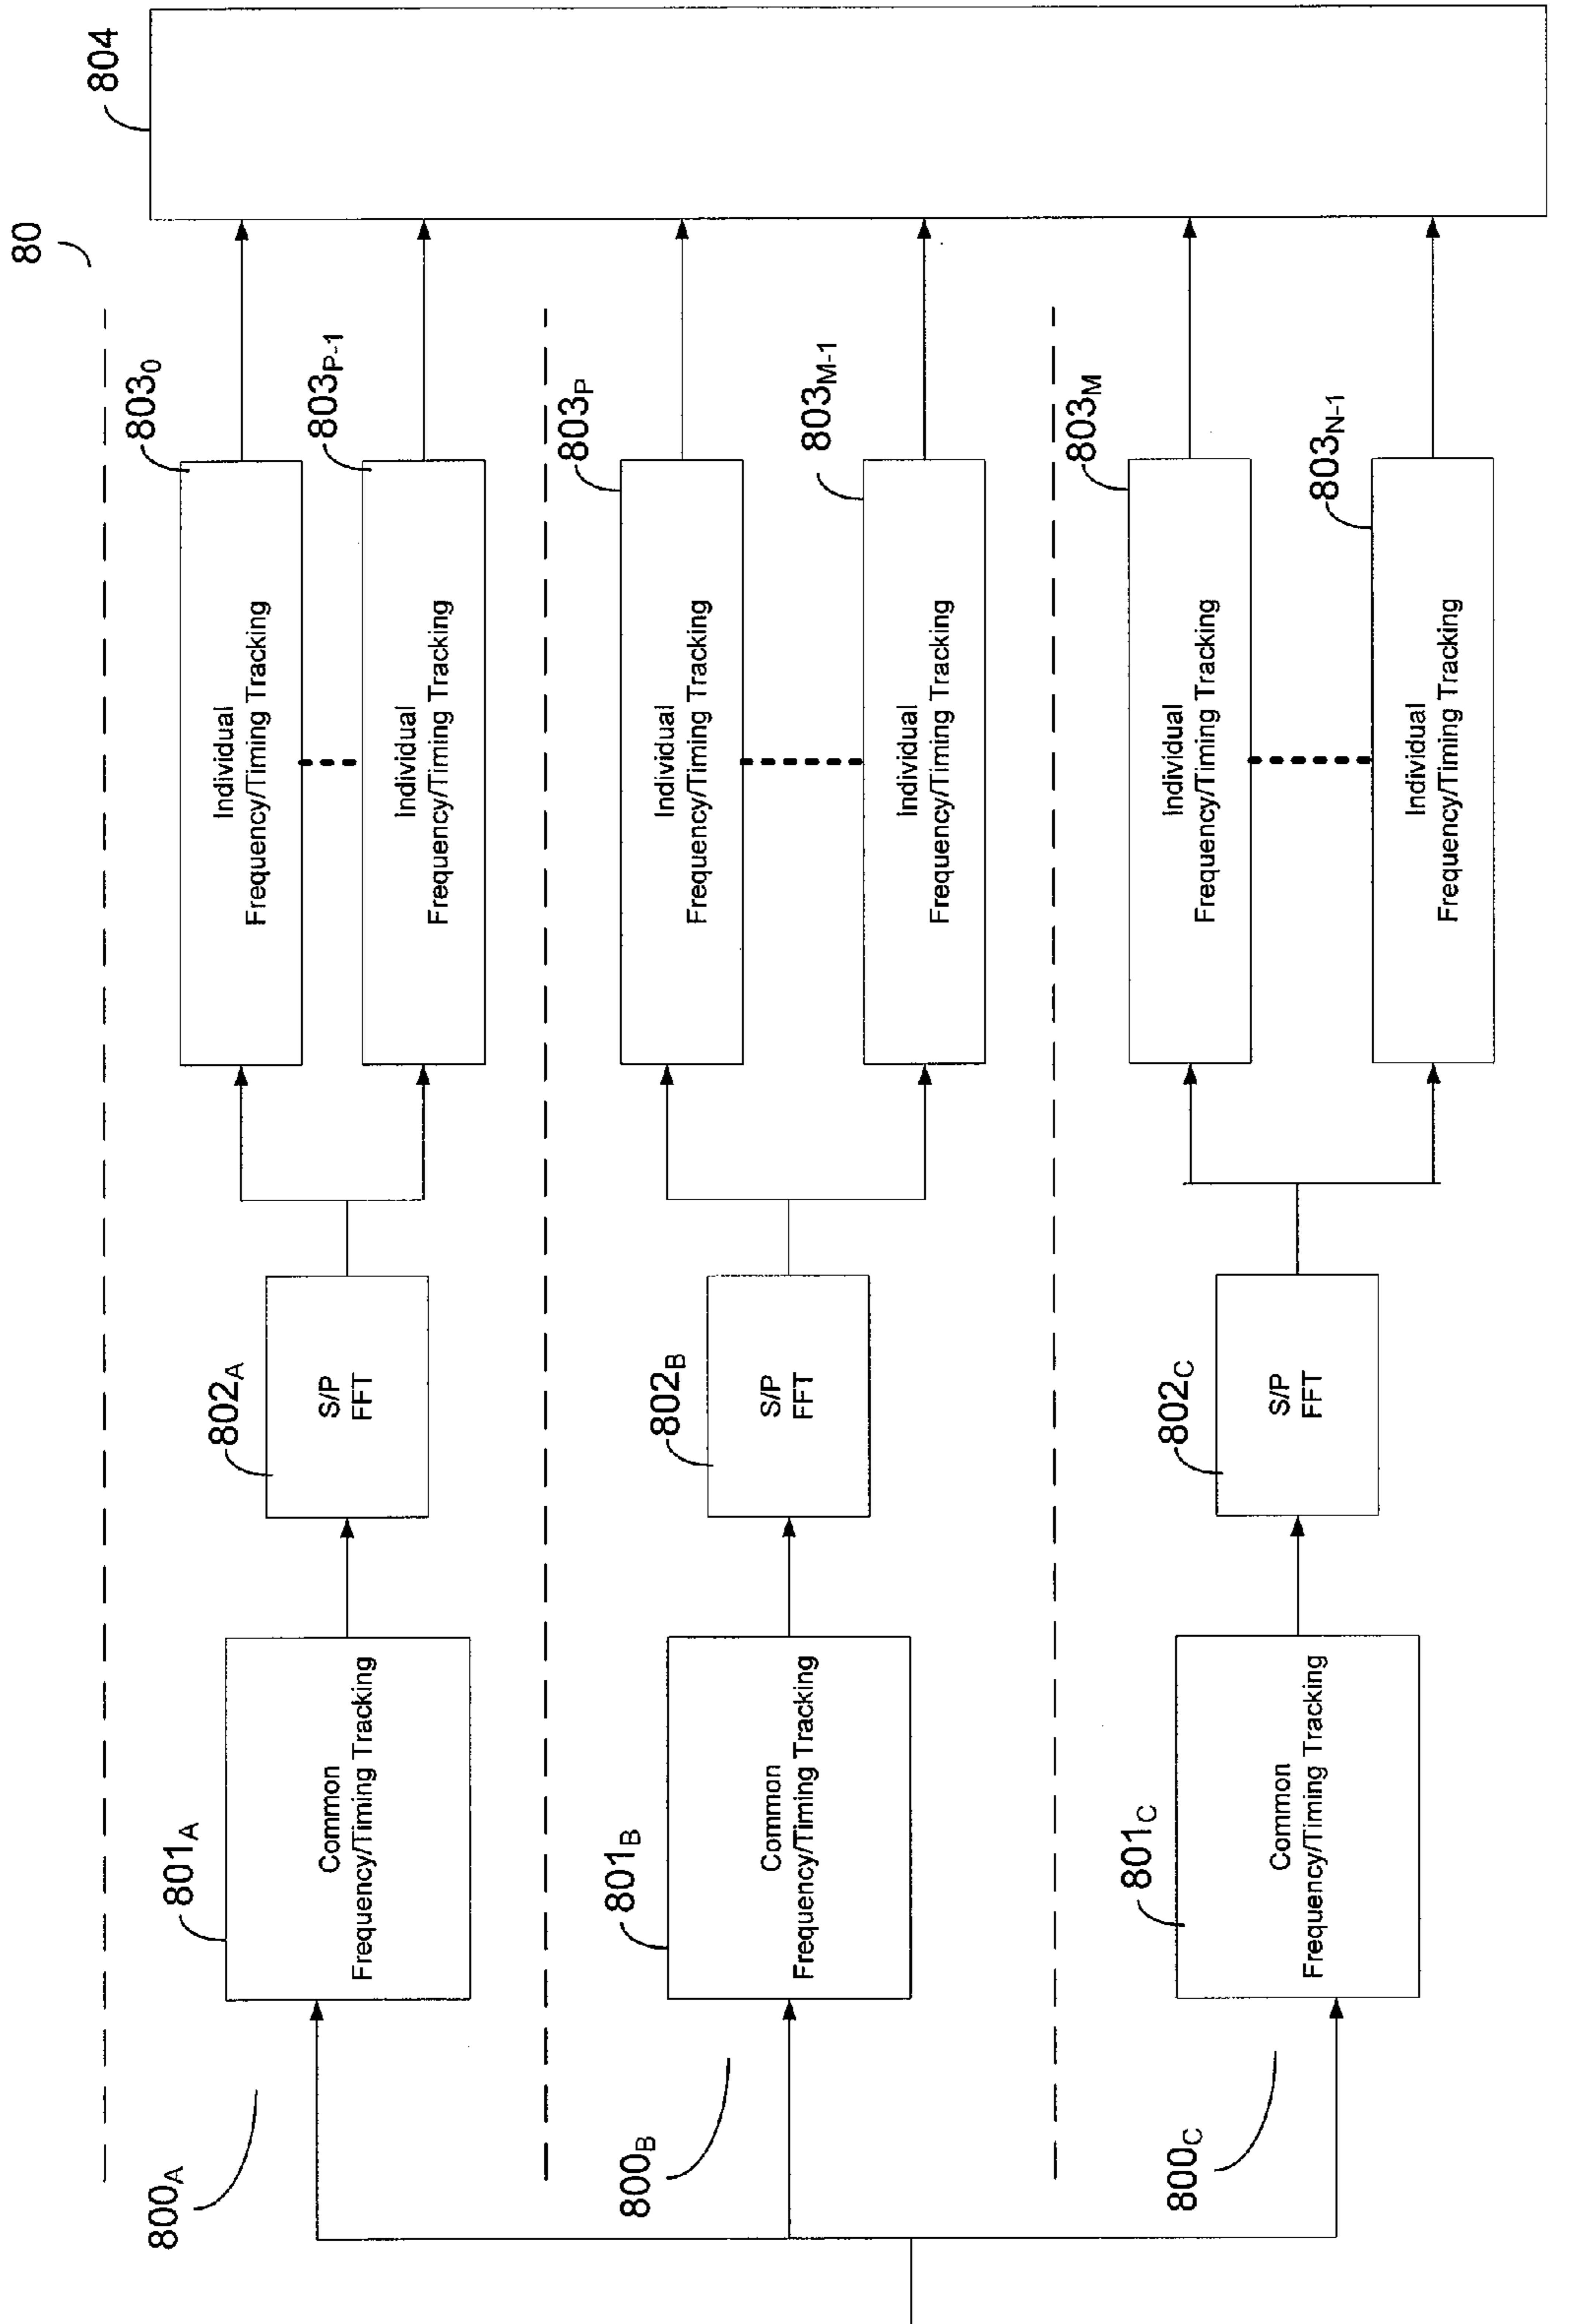 80
804
800A
801A
Common
Frequency/Timing Tracking
802A
S/P
FFT
8030
Individual
Frequency/Timing Tracking
803P-1
Individual
Frequency/Timing Tracking
800B
801B
Common
Frequency/Timing Tracking
802B
S/P
FFT
803P
Individual
Frequency/Timing Tracking
803M-1
Individual
Frequency/Timing Tracking
800C
801C
Common
Frequency/Timing Tracking
802C
S/P
FFT
803M
Individual
Frequency/Timing Tracking
803N-1
Individual
Frequency/Timing Tracking